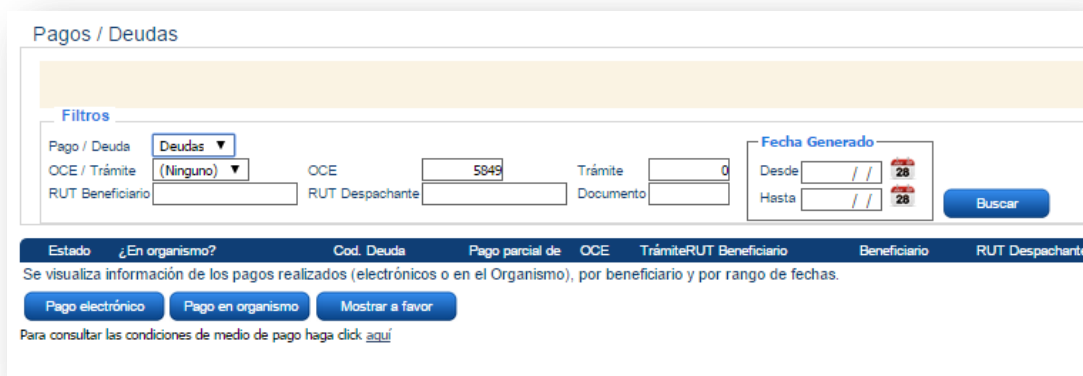 Pagos / Deudas
Filtros
Pago / Deuda Deudas
OCE / Trámite (Ninguno) OCE 5849 Trámite 0
RUT Beneficiario RUT Despachante Documento
Fecha Generado
Desde / / 28
Hasta / / 28
Buscar
Estado ¿En organismo? Cod. Deuda Pago parcial de OCE TrámiteRUT Beneficiario Beneficiario RUT Despachante
Se visualiza información de los pagos realizados (electrónicos o en el Organismo), por beneficiario y por rango de fechas.
Pago electrónico Pago en organismo Mostrar a favor
Para consultar las condiciones de medio de pago haga click aquí